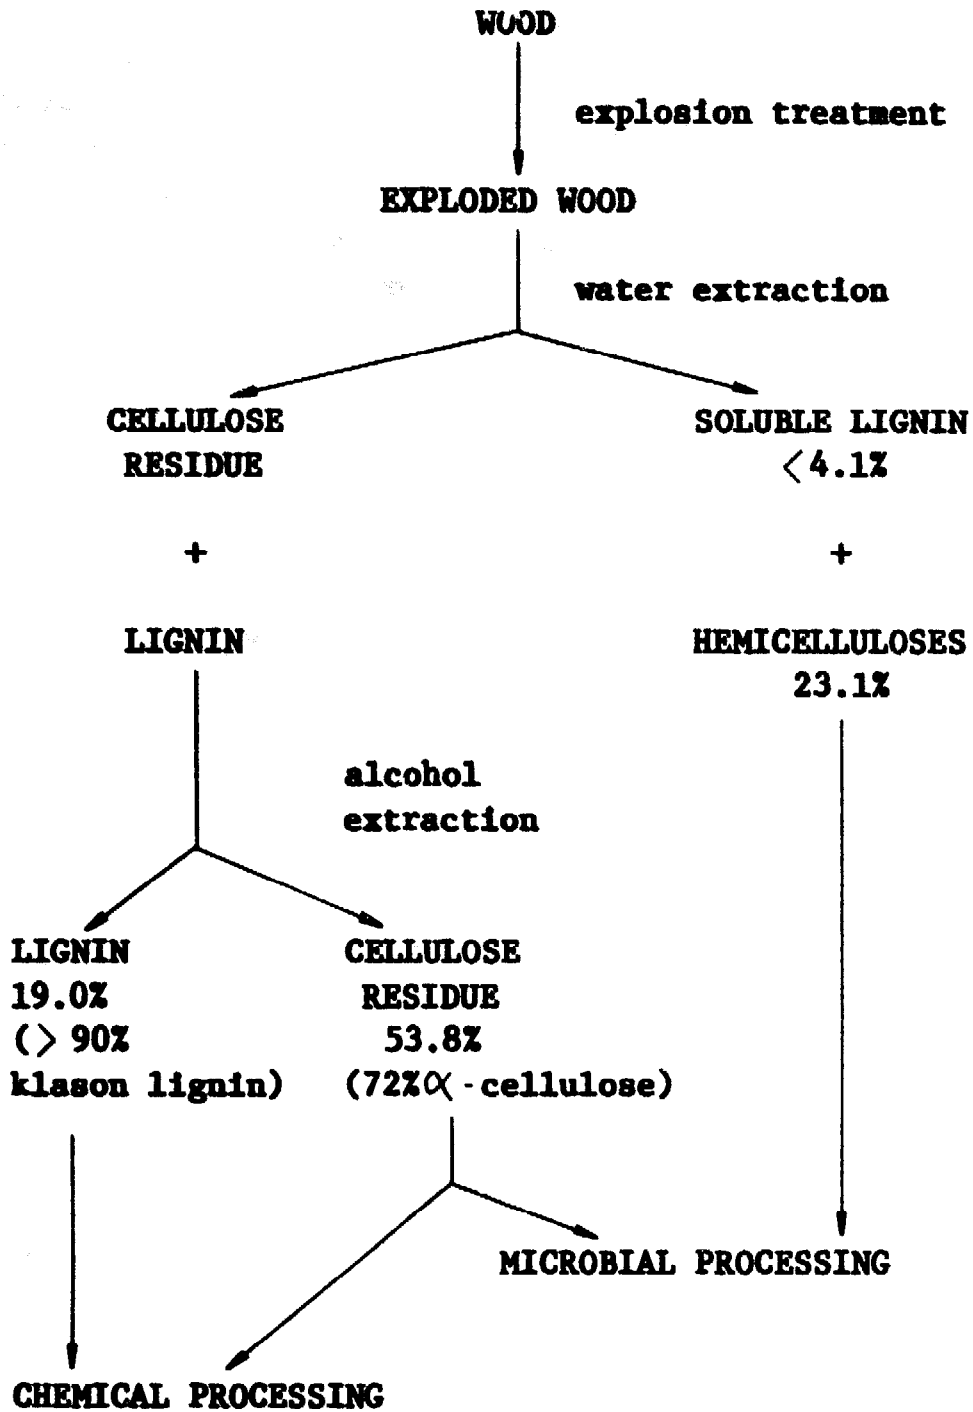 WOOD
explosion treatment
EXPLODED WOOD
water extraction
CELLULOSE
RESIDUE
+
LIGNIN
SOLUBLE LIGNIN
<4.1%
+
HEMICELLULOSES
23.1%
alcohol
extraction
LIGNIN
19.0%
(> 90%
klason lignin)
CELLULOSE
RESIDUE
53.8%
(72%α-cellulose)
MICROBIAL PROCESSING
CHEMICAL PROCESSING